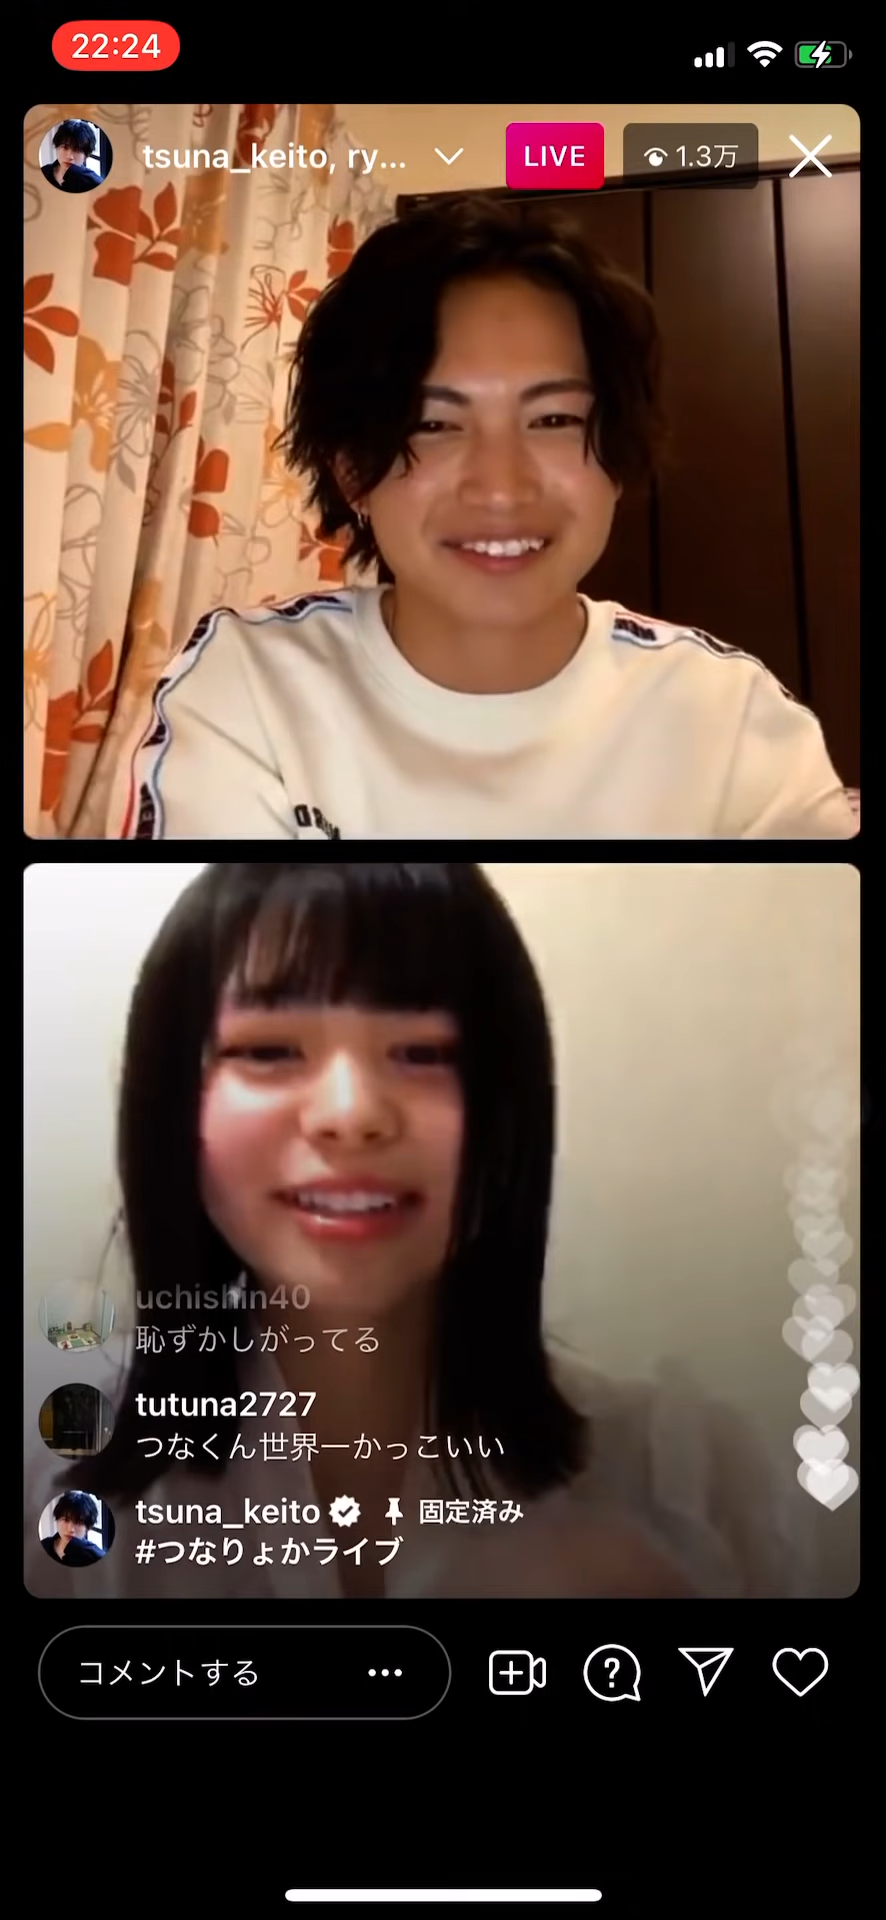 22:24
tsuna_keito, ry...
LIVE
1.3万
uchishin40
恥ずかしがってる
tutuna2727
つなくん世界一かっこいい
tsuna_keito 固定済み
#つなりょかライブ
コメントする